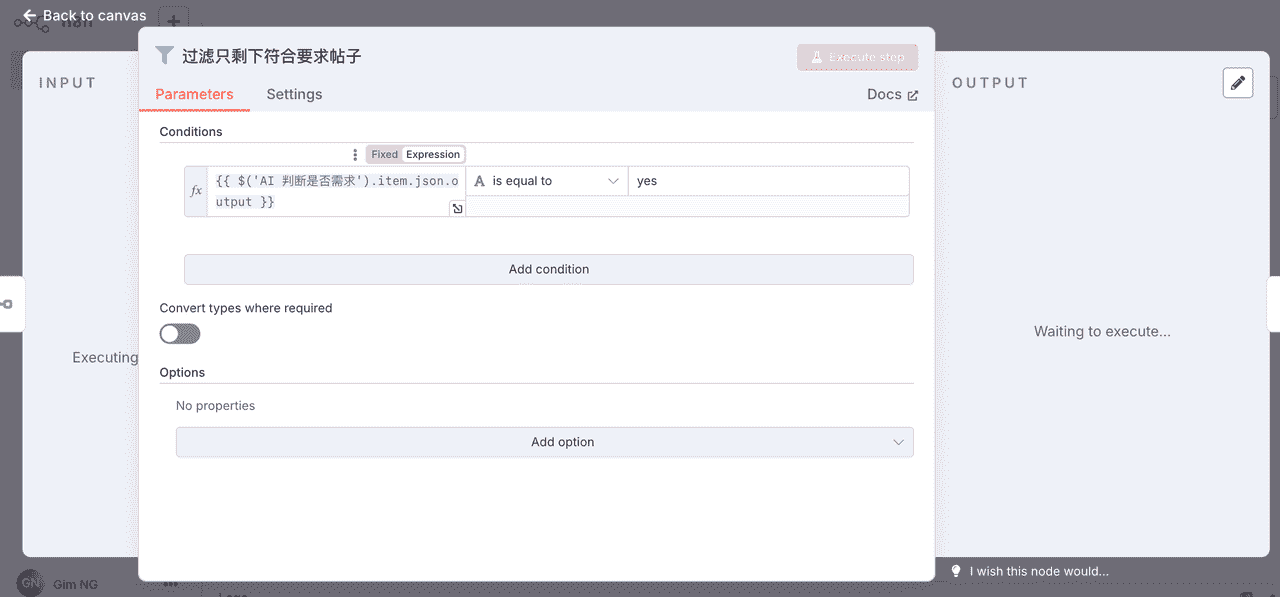 Back to canvas
n8n
过滤只剩下符合要求帖子
Execute step
INPUT
Parameters
Settings
Docs
OUTPUT
Conditions
Fixed
Expression
fx
{{ $('AI 判断是否需求').item.json.o
utput }}
A
is equal to
yes
Add condition
Convert types where required
Executing
Waiting to execute...
Options
No properties
Add option
I wish this node would...
GN
Gim NG